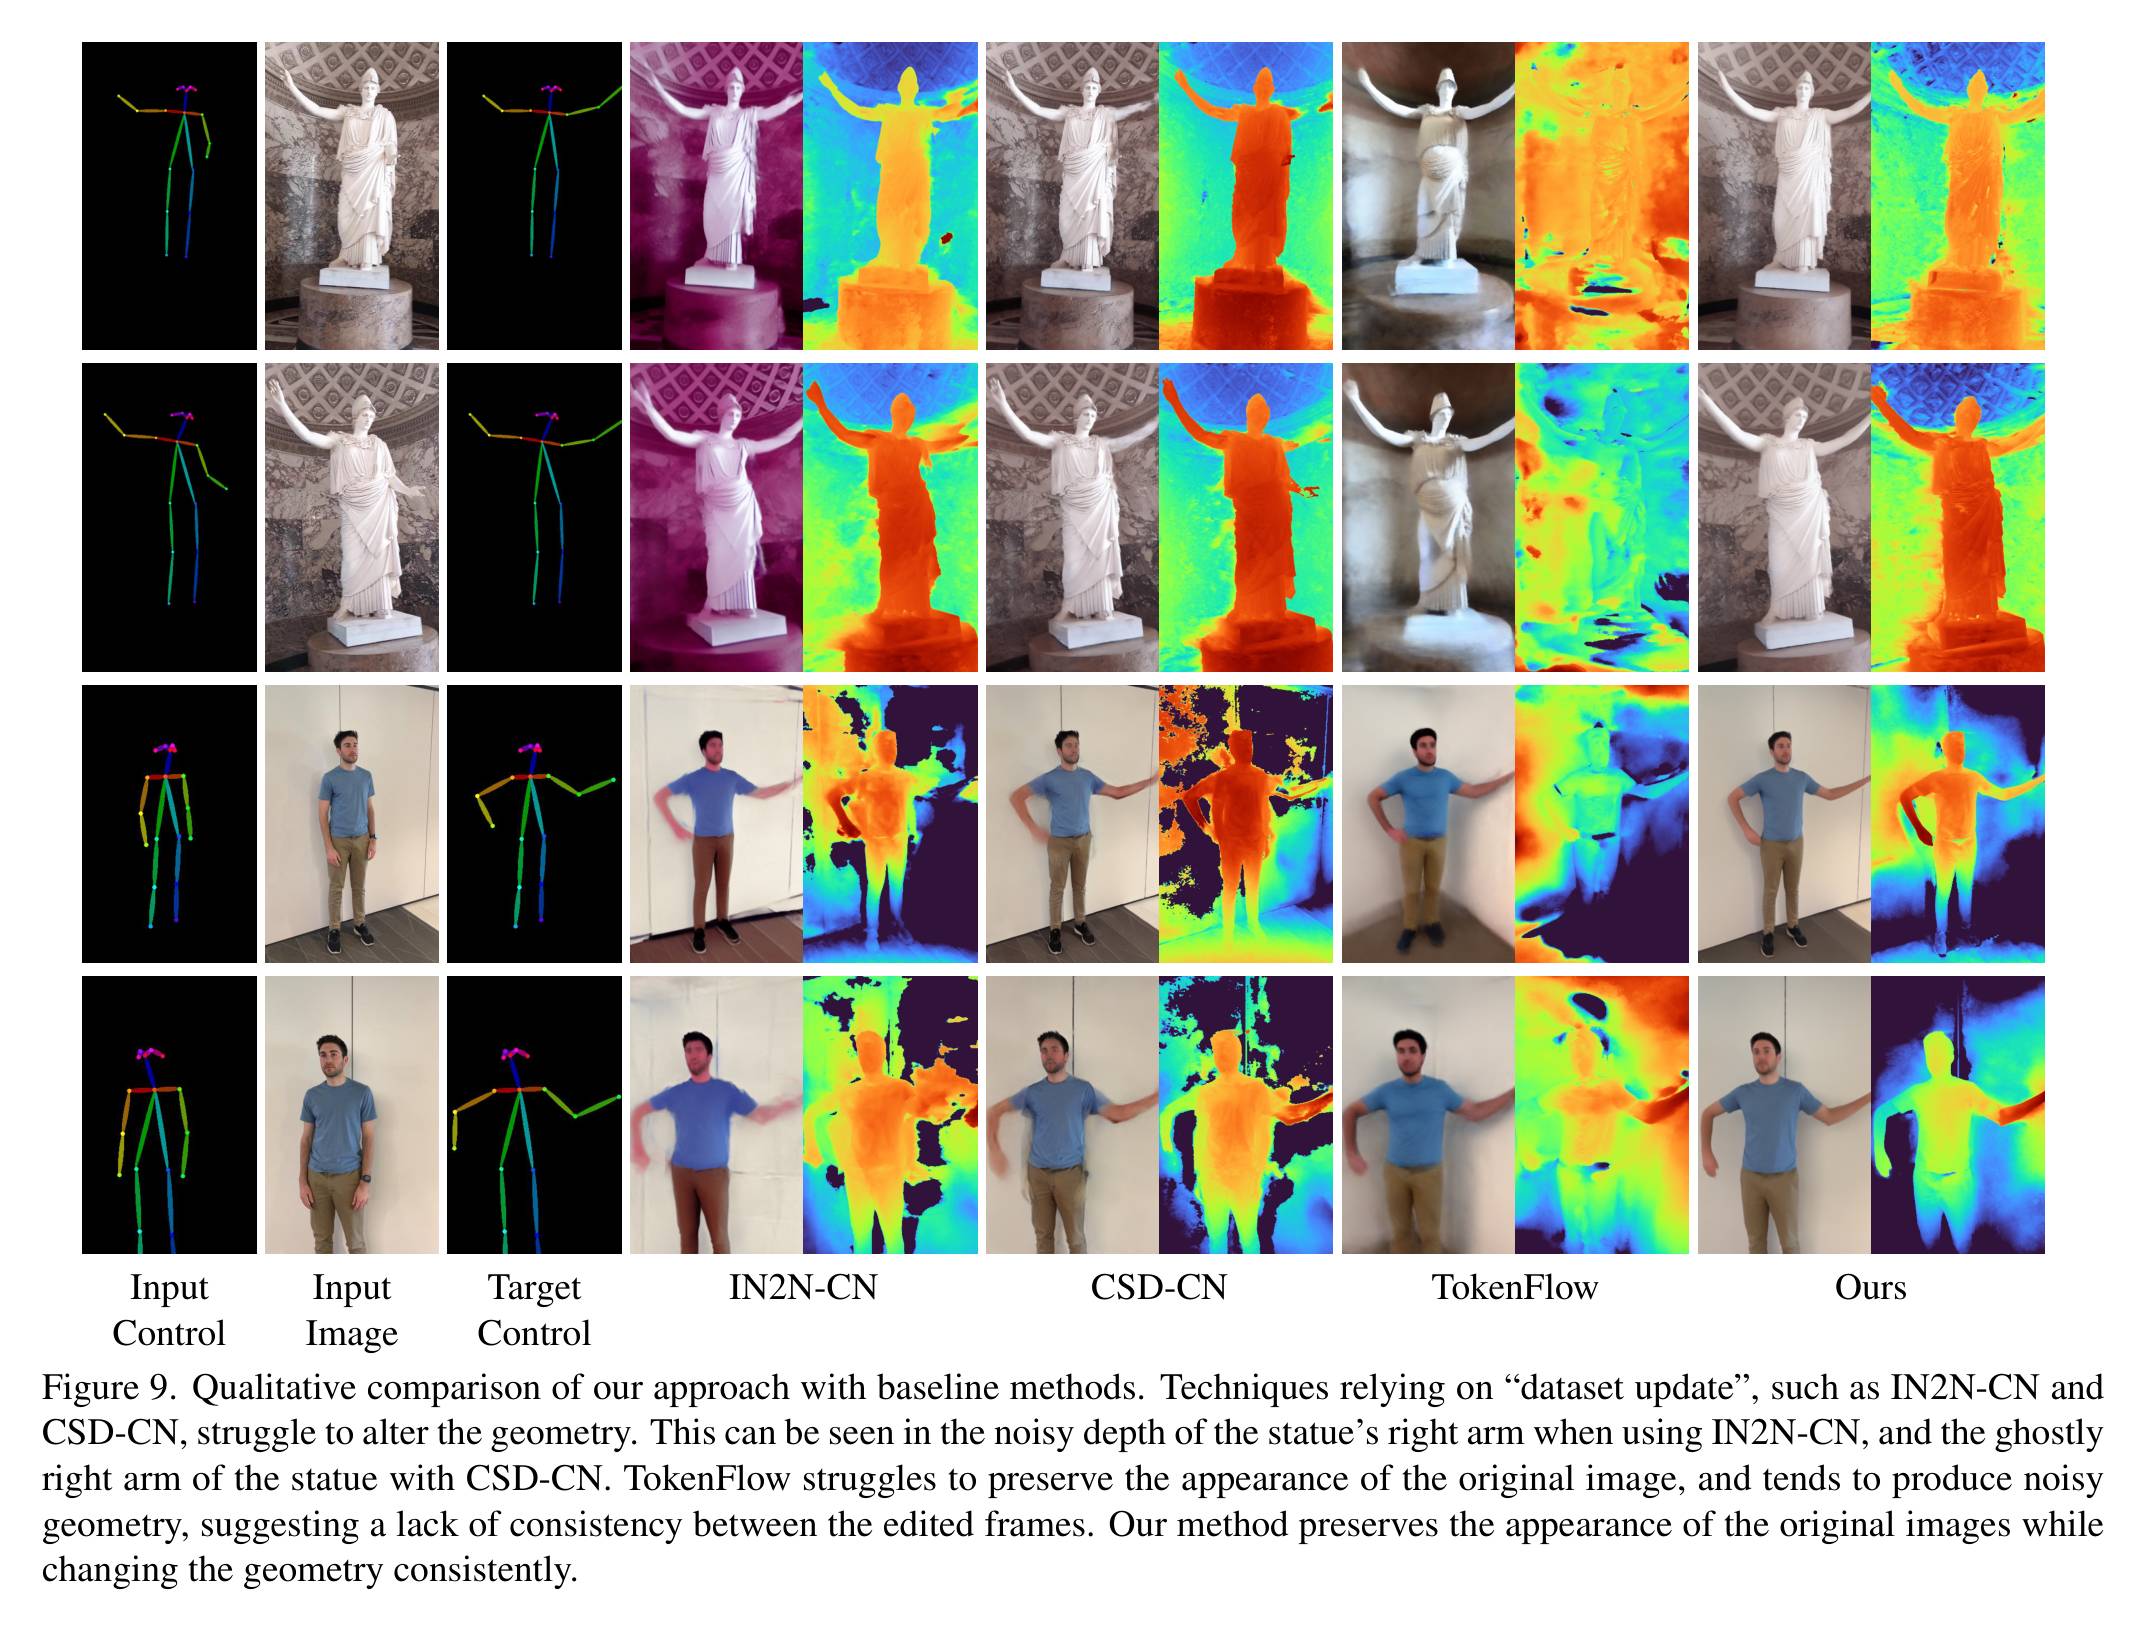 Input
Control
Input
Image
Target
Control
IN2N-CN
CSD-CN
TokenFlow
Ours
Figure 9. Qualitative comparison of our approach with baseline methods. Techniques relying on “dataset update”, such as IN2N-CN and
CSD-CN, struggle to alter the geometry. This can be seen in the noisy depth of the statue’s right arm when using IN2N-CN, and the ghostly
right arm of the statue with CSD-CN. TokenFlow struggles to preserve the appearance of the original image, and tends to produce noisy
geometry, suggesting a lack of consistency between the edited frames. Our method preserves the appearance of the original images while
changing the geometry consistently.